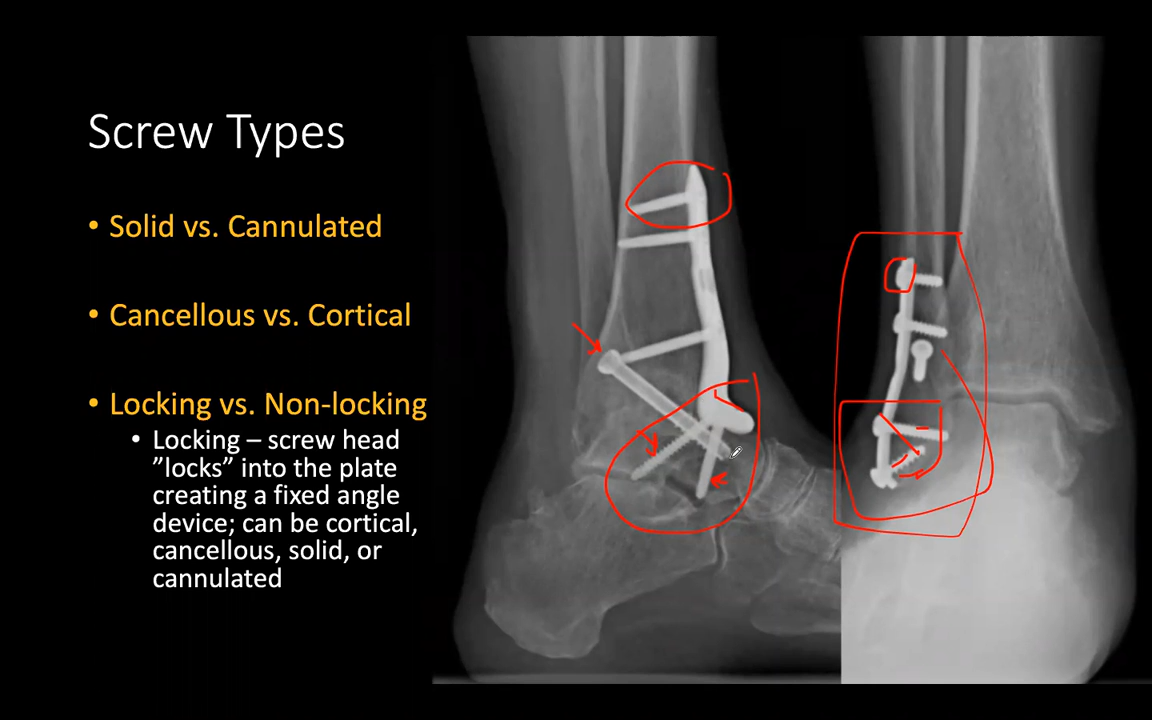 Screw Types
• Solid vs. Cannulated
• Cancellous vs. Cortical
• Locking vs. Non-locking
• Locking – screw head
”locks” into the plate
creating a fixed angle
device; can be cortical,
cancellous, solid, or
cannulated